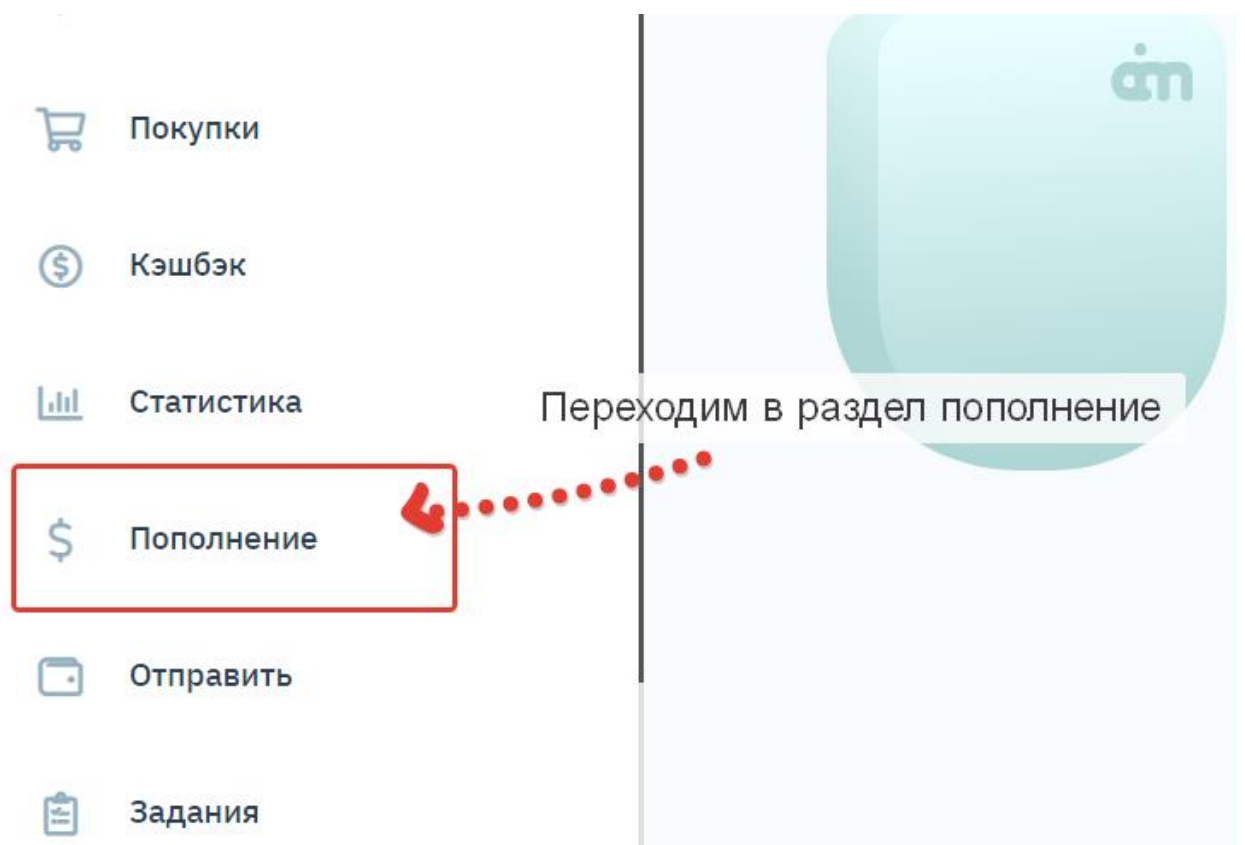 Покупки
Кэшбэк
Статистика
Переходим в раздел пополнение
Пополнение
Отправить
Задания